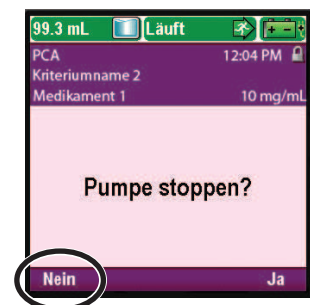 99.3 mL Läuft
PCA 12:04 PM
Kriteriumname 2
Medikament 1 10 mg/mL
Pumpe stoppen?
Nein Ja